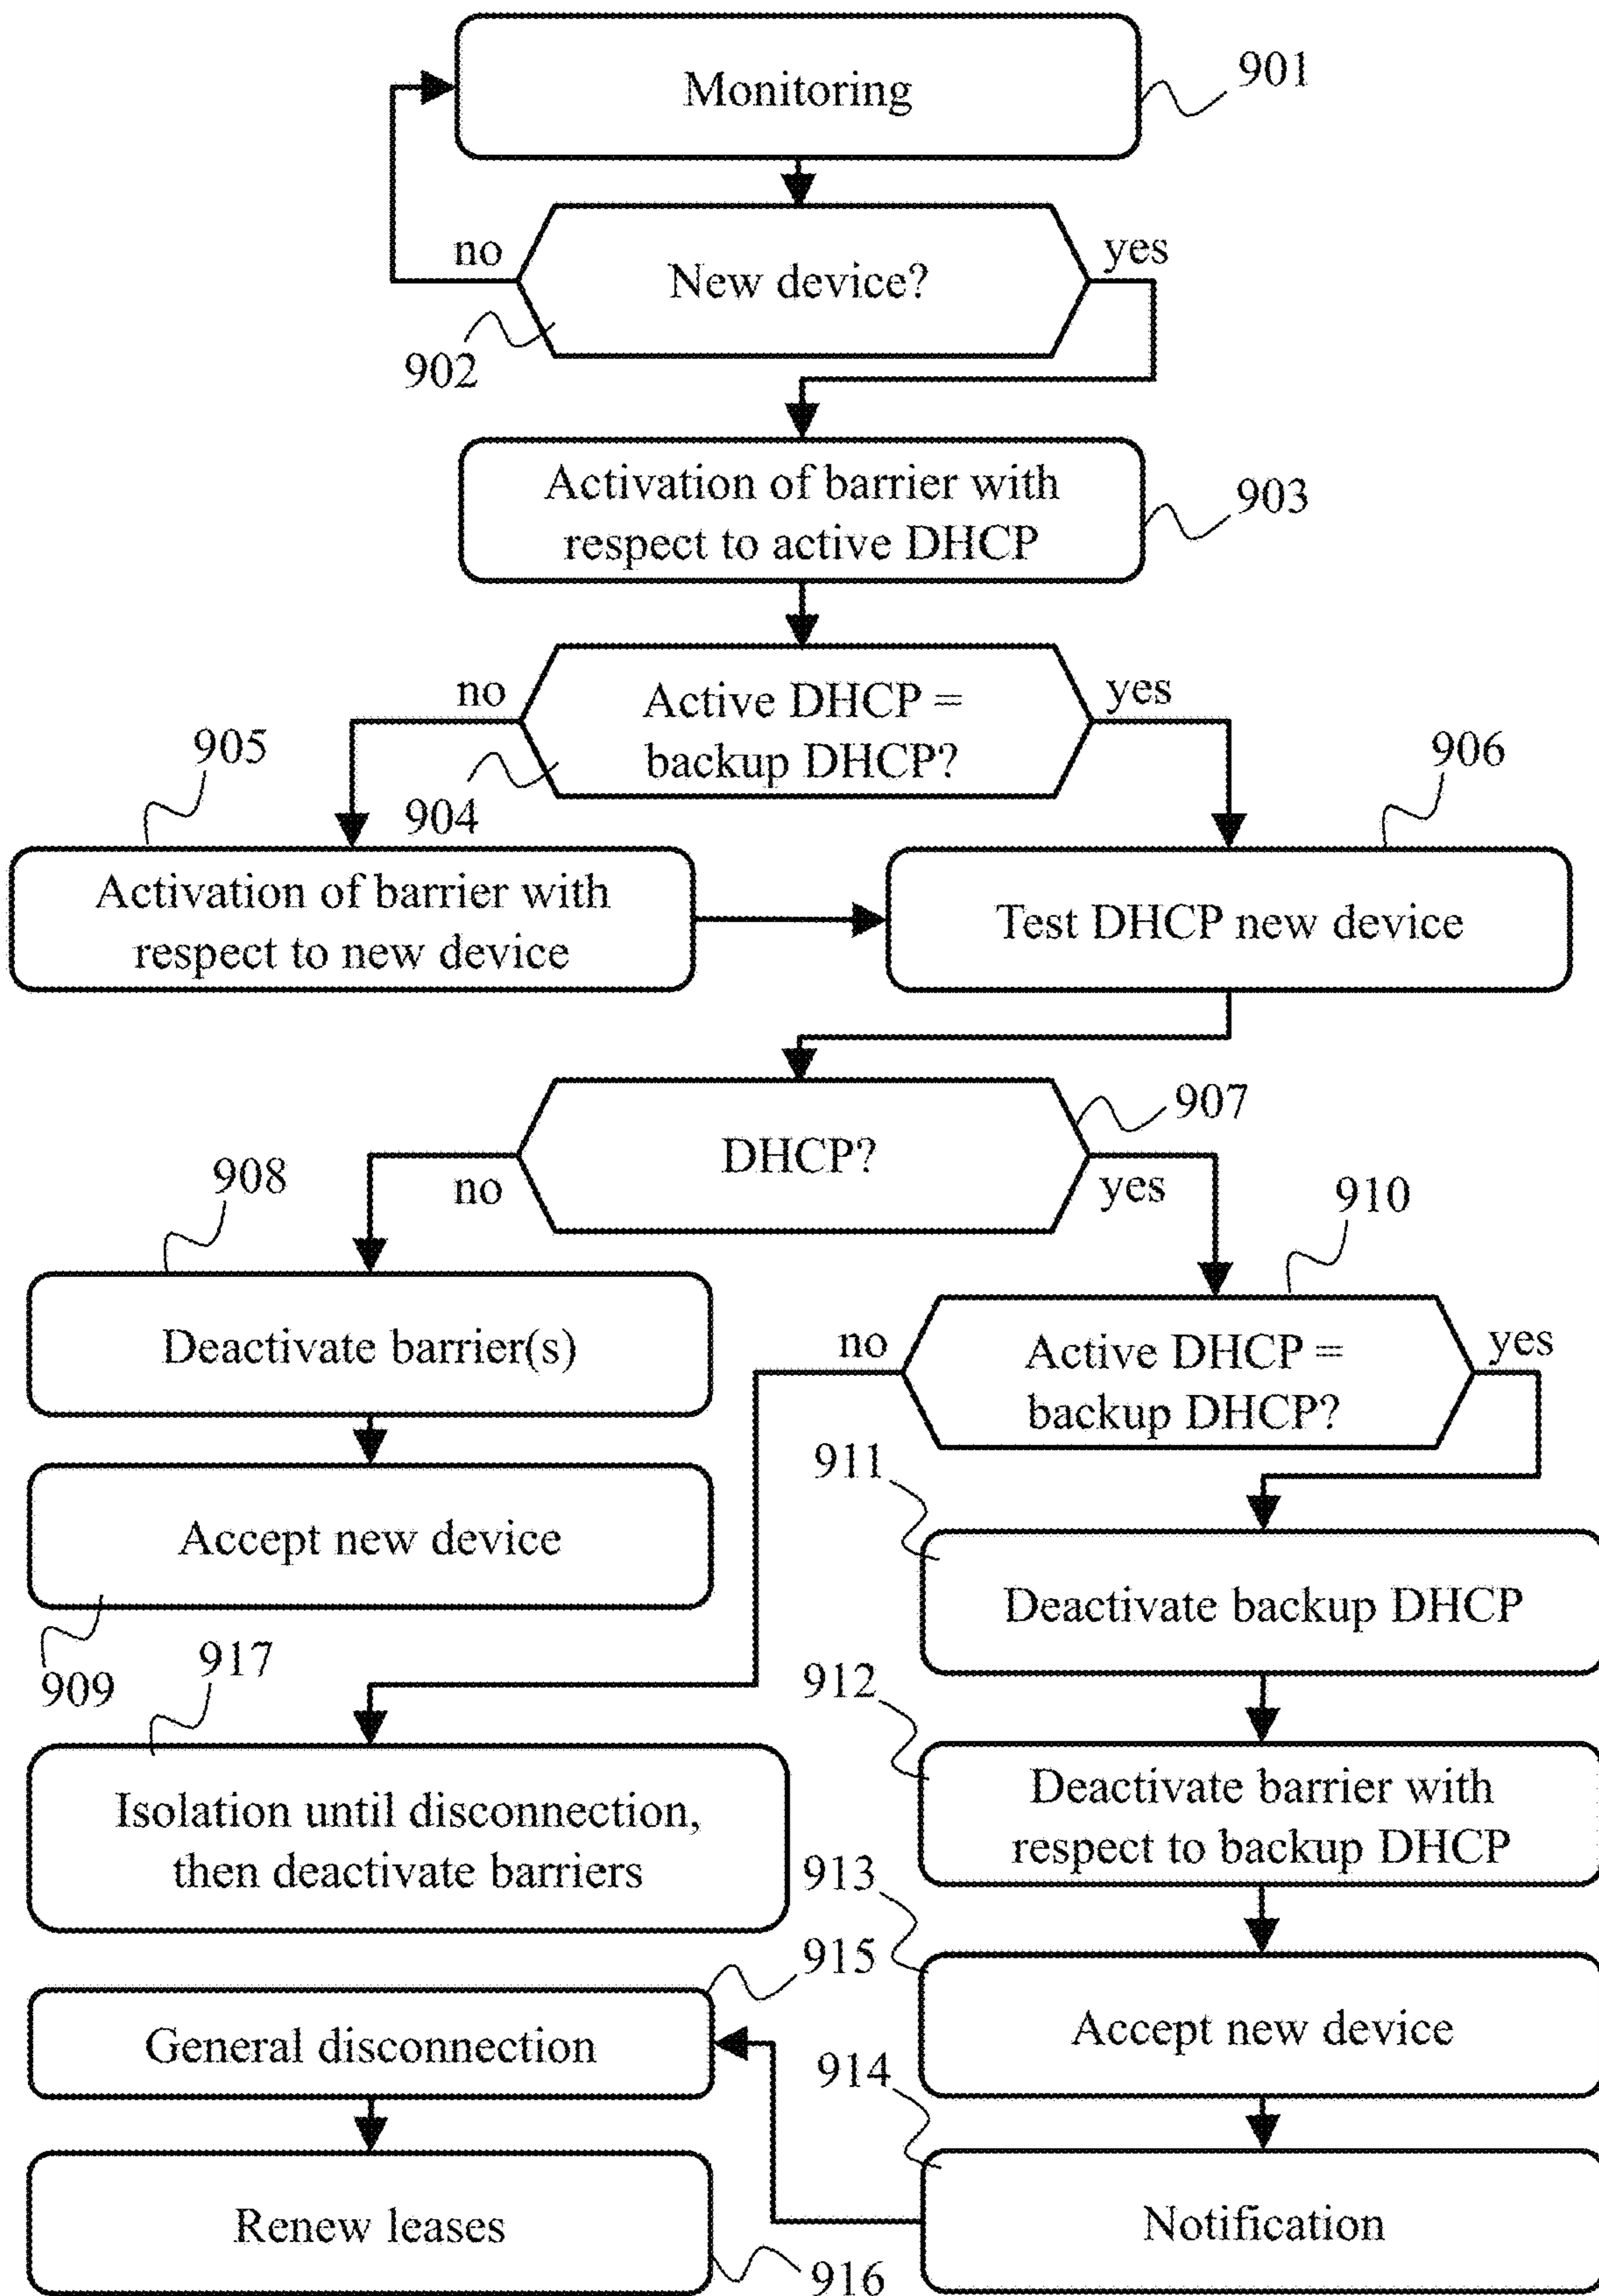 Monitoring
901
no
New device?
yes
902
Activation of barrier with
respect to active DHCP
903
no
Active DHCP =
backup DHCP?
yes
904
905
906
Activation of barrier with
respect to new device
Test DHCP new device
DHCP?
907
no
yes
908
910
Deactivate barrier(s)
no
Active DHCP =
backup DHCP?
yes
Accept new device
909
911
Deactivate backup DHCP
917
912
Isolation until disconnection,
then deactivate barriers
Deactivate barrier with
respect to backup DHCP
913
915
General disconnection
Accept new device
914
Renew leases
916
Notification